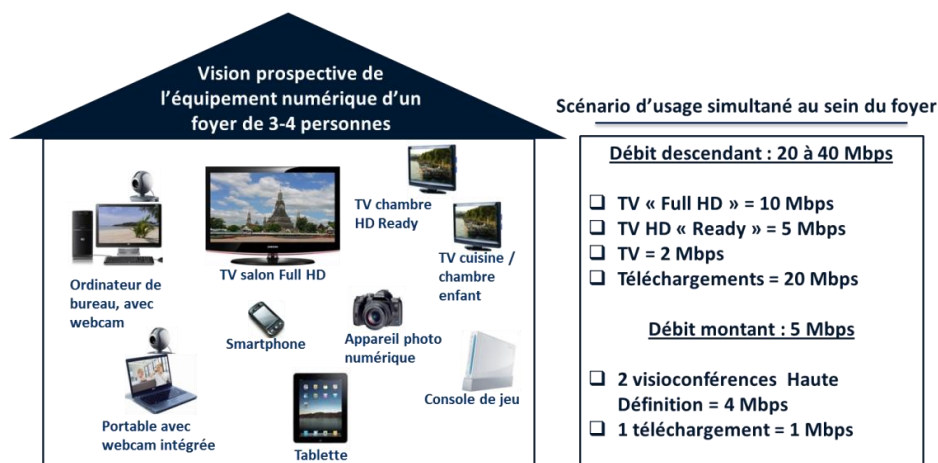 Vision prospective de
l'équipement numérique d'un
foyer de 3-4 personnes
Ordinateur de
bureau, avec
webcam
TV salon Full HD
TV chambre
HD Ready
TV cuisine /
chambre
enfant
Smartphone
Appareil photo
numérique
Console de jeu
Portable avec
webcam intégrée
Tablette
Scénario d'usage simultané au sein du foyer
Débit descendant : 20 à 40 Mbps
❑ TV « Full HD » = 10 Mbps
❑ TV HD « Ready » = 5 Mbps
❑ TV = 2 Mbps
❑ Téléchargements = 20 Mbps
Débit montant : 5 Mbps
❑ 2 visioconférences Haute
Définition = 4 Mbps
❑ 1 téléchargement = 1 Mbps